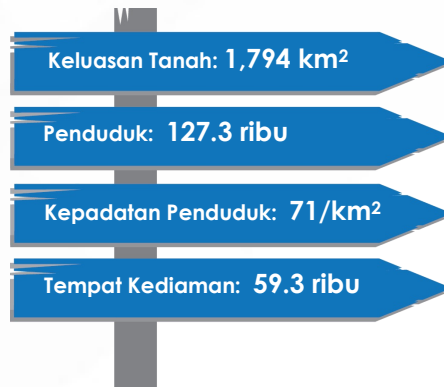 Keluasan Tanah: 1,794 km²
Penduduk: 127.3 ribu
Kepadatan Penduduk: 71/km²
Tempat Kediaman: 59.3 ribu